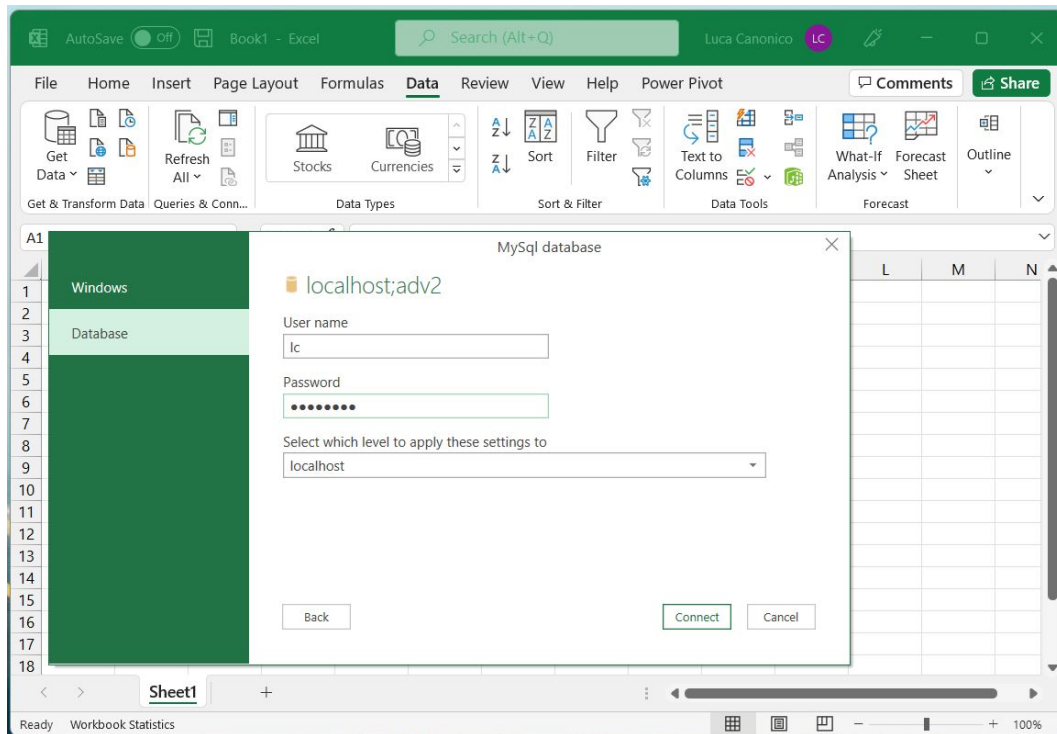 AutoSave Off Book1 - Excel Search (Alt+Q) Luca Canonico LC
File Home Insert Page Layout Formulas Data Review View Help Power Pivot Comments Share
Get Data
Refresh All
Stocks
Currencies
Sort
Filter
Text to Columns
What-If Analysis
Forecast Sheet
Outline
Get & Transform Data Queries & Conn... Data Types Sort & Filter Data Tools Forecast
A1
MySql database
L M N
Windows
Database
localhost;adv2
User name
lc
Password
••••••••
Select which level to apply these settings to
localhost
Back Connect Cancel
1
2
3
4
5
6
7
8
9
10
11
12
13
14
15
16
17
18
Sheet1
Ready Workbook Statistics 100%